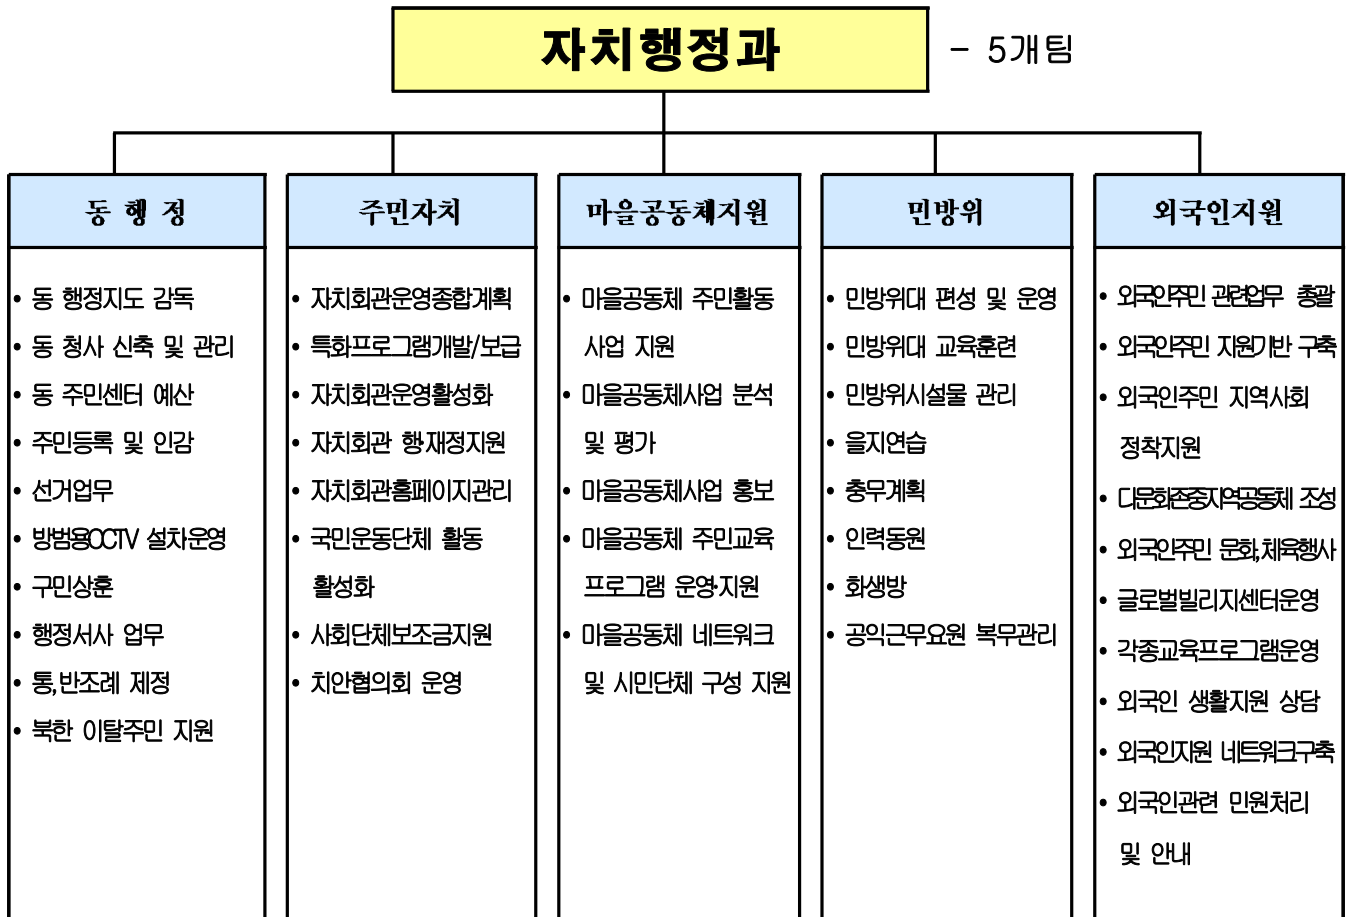 자치행정과
- 5개팀
동 행 정
• 동 행정지도 감독
• 동 청사 신축 및 관리
• 동 주민센터 예산
• 주민등록 및 인감
• 선거업무
• 방범용CCTV 설치·운영
• 구민상훈
• 행정서사 업무
• 통,반조례 제정
• 북한 이탈주민 지원
주민자치
• 자치회관운영종합계획
• 특화프로그램개발/보급
• 자치회관운영활성화
• 자치회관 행·재정지원
• 자치회관홈페이지관리
• 국민운동단체 활동
활성화
• 사회단체보조금지원
• 치안협의회 운영
마을공동체지원
• 마을공동체 주민활동
사업 지원
• 마을공동체사업 분석
및 평가
• 마을공동체사업 홍보
• 마을공동체 주민교육
프로그램 운영·지원
• 마을공동체 네트워크
및 시민단체 구성 지원
민방위
• 민방위대 편성 및 운영
• 민방위대 교육훈련
• 민방위시설물 관리
• 을지연습
• 충무계획
• 인력동원
• 화생방
• 공익근무요원 복무관리
외국인지원
• 외국인주민 관련업무 총괄
• 외국인주민 지원기반 구축
• 외국인주민 지역사회
정착지원
• 다문화존중지역공동체 조성
• 외국인주민 문화,체육행사
• 글로벌빌리지센터운영
• 각종교육프로그램운영
• 외국인 생활지원 상담
• 외국인지원 네트워크구축
• 외국인관련 민원처리
및 안내